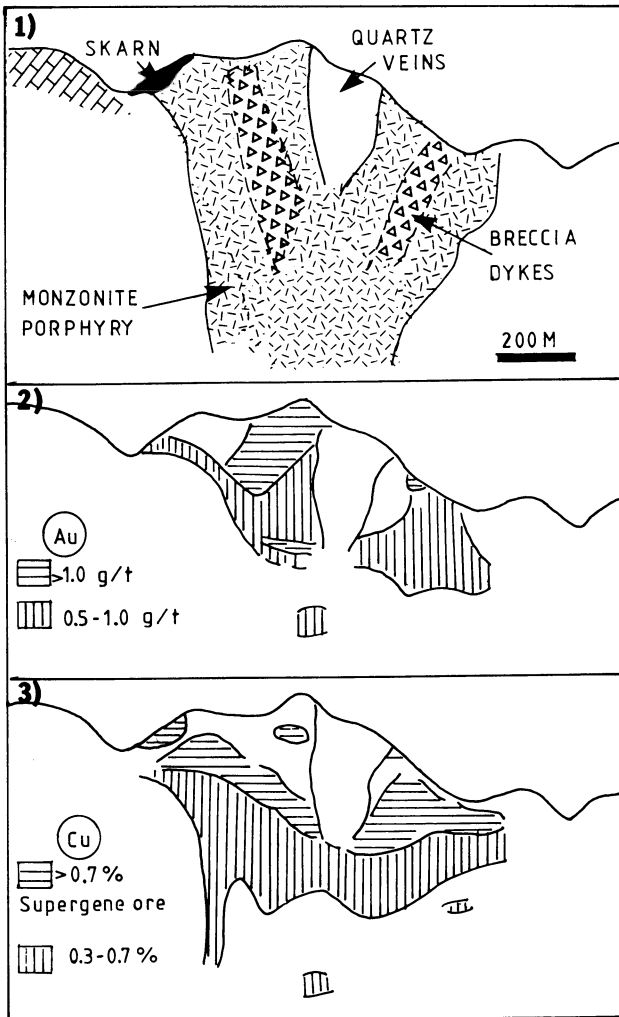 1)
SKARN
QUARTZ
VEINS
BRECCIA
DYKES
MONZONITE
PORPHYRY
200 M
2)
Au
>1.0 g/t
0.5-1.0 g/t
3)
Cu
>0.7 %
Supergene ore
0.3-0.7 %